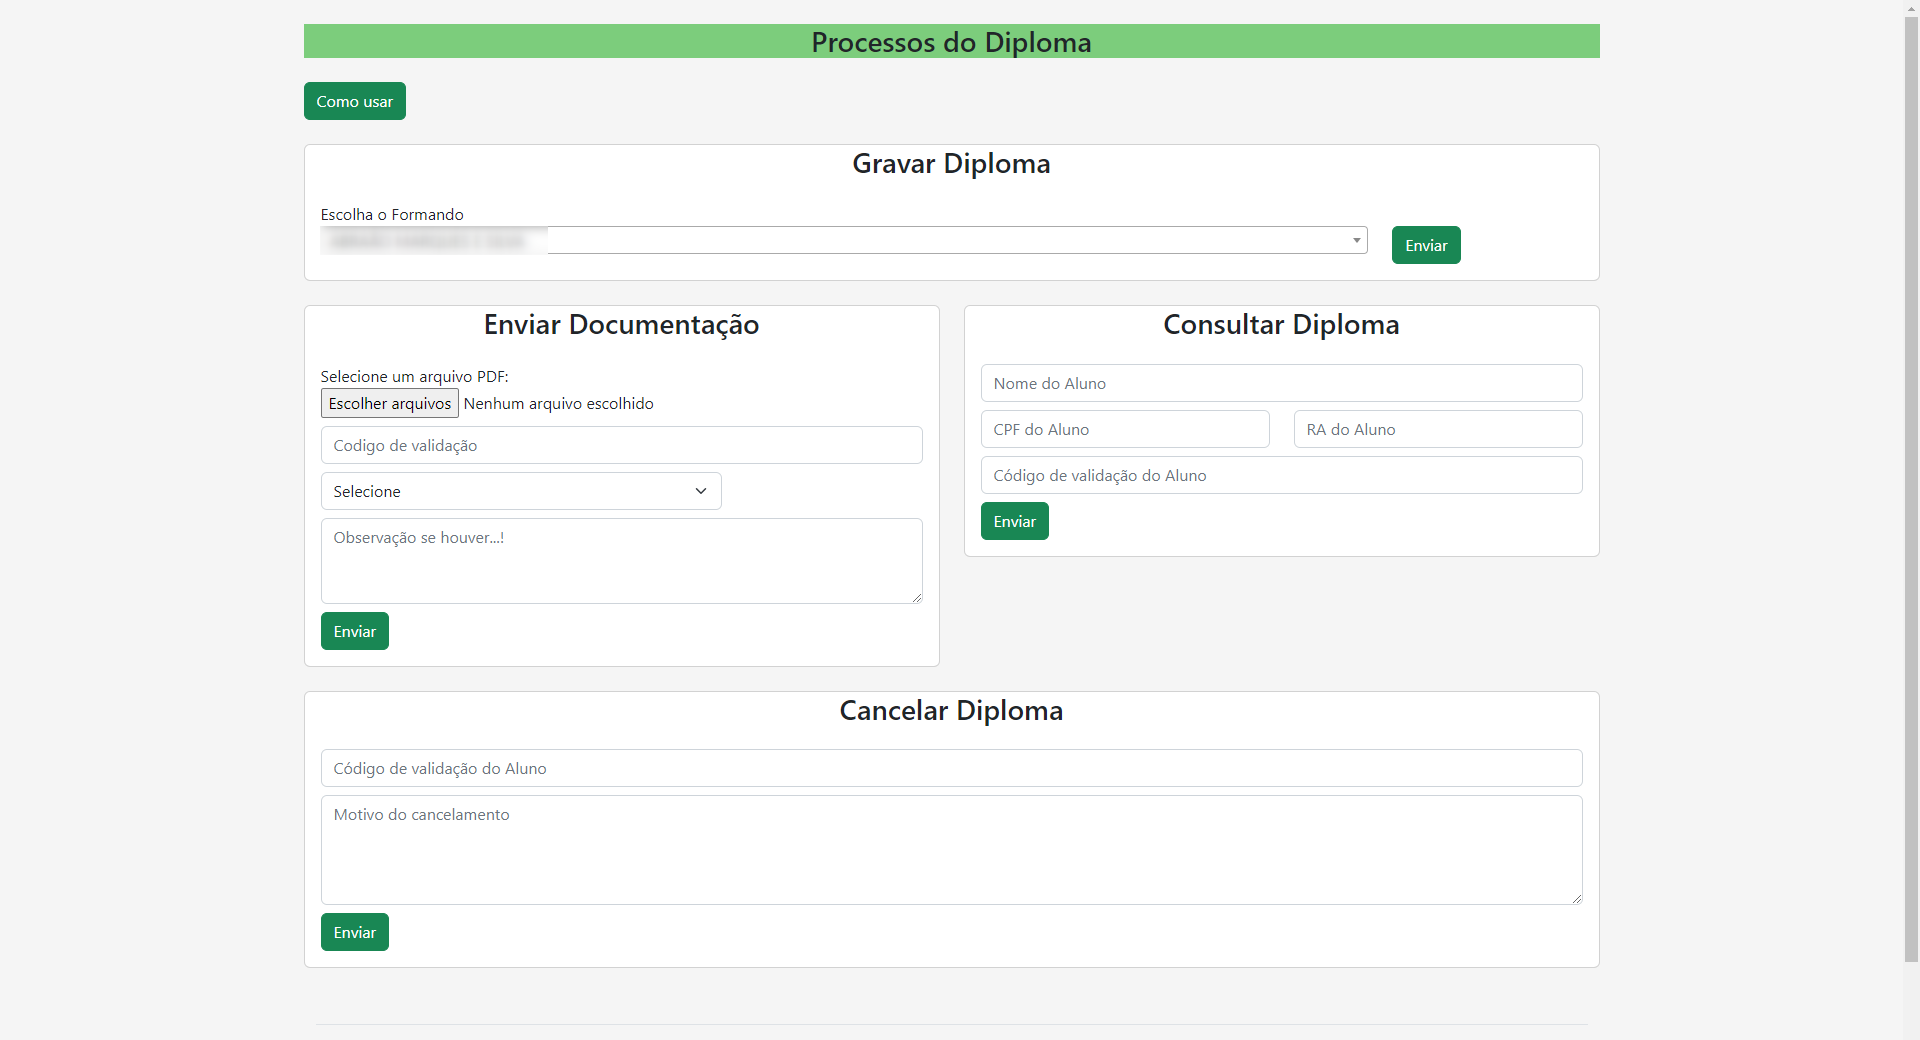 Processos do Diploma
Como usar
Gravar Diploma
Escolha o Formando
Enviar
Enviar Documentação
Selecione um arquivo PDF:
Escolher arquivos Nenhum arquivo escolhido
Codigo de validação
Selecione
Observação se houver...!
Enviar
Consultar Diploma
Nome do Aluno
CPF do Aluno
RA do Aluno
Código de validação do Aluno
Enviar
Cancelar Diploma
Código de validação do Aluno
Motivo do cancelamento
Enviar